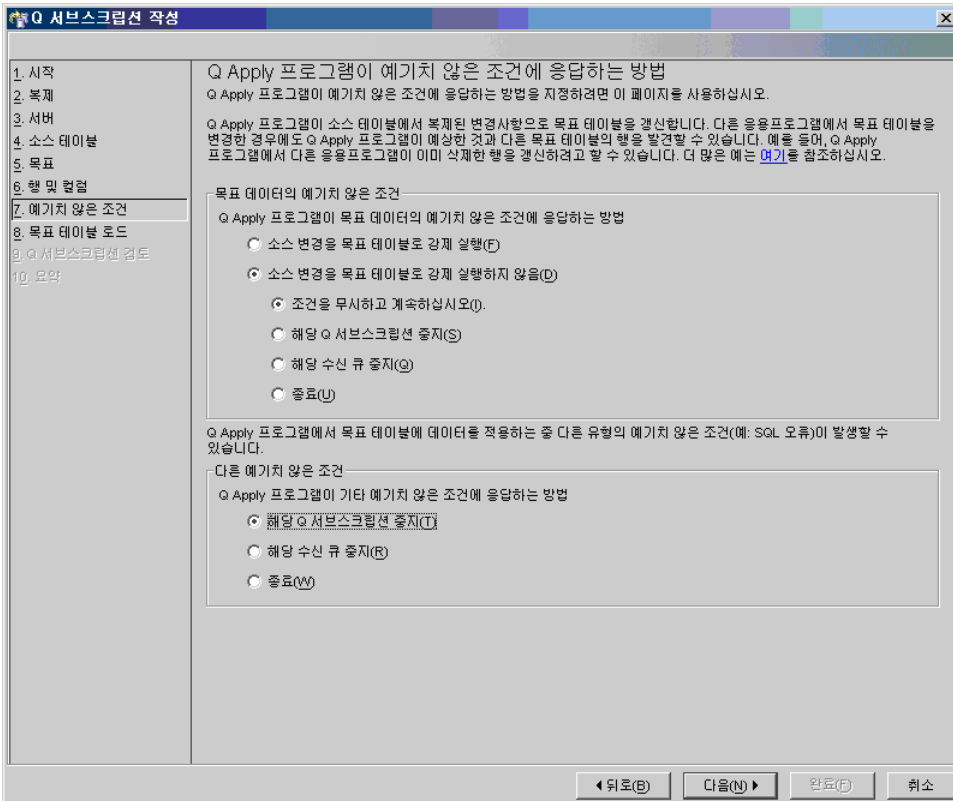 Q 서브스크립션 작성
1. 시작
2. 복제
3. 서버
4. 소스 테이블
5. 목표
6. 행 및 컬럼
7. 예기치 않은 조건
8. 목표 테이블 로드
9. Q 서브스크립션 검토
10. 요약
Q Apply 프로그램이 예기치 않은 조건에 응답하는 방법
Q Apply 프로그램이 예기치 않은 조건에 응답하는 방법을 지정하려면 이 페이지를 사용하십시오.
Q Apply 프로그램이 소스 테이블에서 복제된 변경사항으로 목표 테이블을 갱신합니다. 다른 응용프로그램에서 목표 테이블을
변경한 경우에도 Q Apply 프로그램이 예상한 것과 다른 목표 테이블의 행을 발견할 수 있습니다. 예를 들어, Q Apply
프로그램에서 다른 응용프로그램이 이미 삭제한 행을 갱신하려고 할 수 있습니다. 더 많은 예는 여기를 참조하십시오.
목표 데이터의 예기치 않은 조건
Q Apply 프로그램이 목표 데이터의 예기치 않은 조건에 응답하는 방법
소스 변경을 목표 테이블로 강제 실행(F)
소스 변경을 목표 테이블로 강제 실행하지 않음(D)
조건을 무시하고 계속하십시오(I).
해당 Q 서브스크립션 중지(S)
해당 수신 큐 중지(Q)
종료(U)
Q Apply 프로그램에서 목표 테이블에 데이터를 적용하는 중 다른 유형의 예기치 않은 조건(예: SQL 오류)이 발생할 수
있습니다.
다른 예기치 않은 조건
Q Apply 프로그램이 기타 예기치 않은 조건에 응답하는 방법
해당 Q 서브스크립션 중지(T)
해당 수신 큐 중지(R)
종료(W)
뒤로(B) 다음(N) 완료(F) 취소